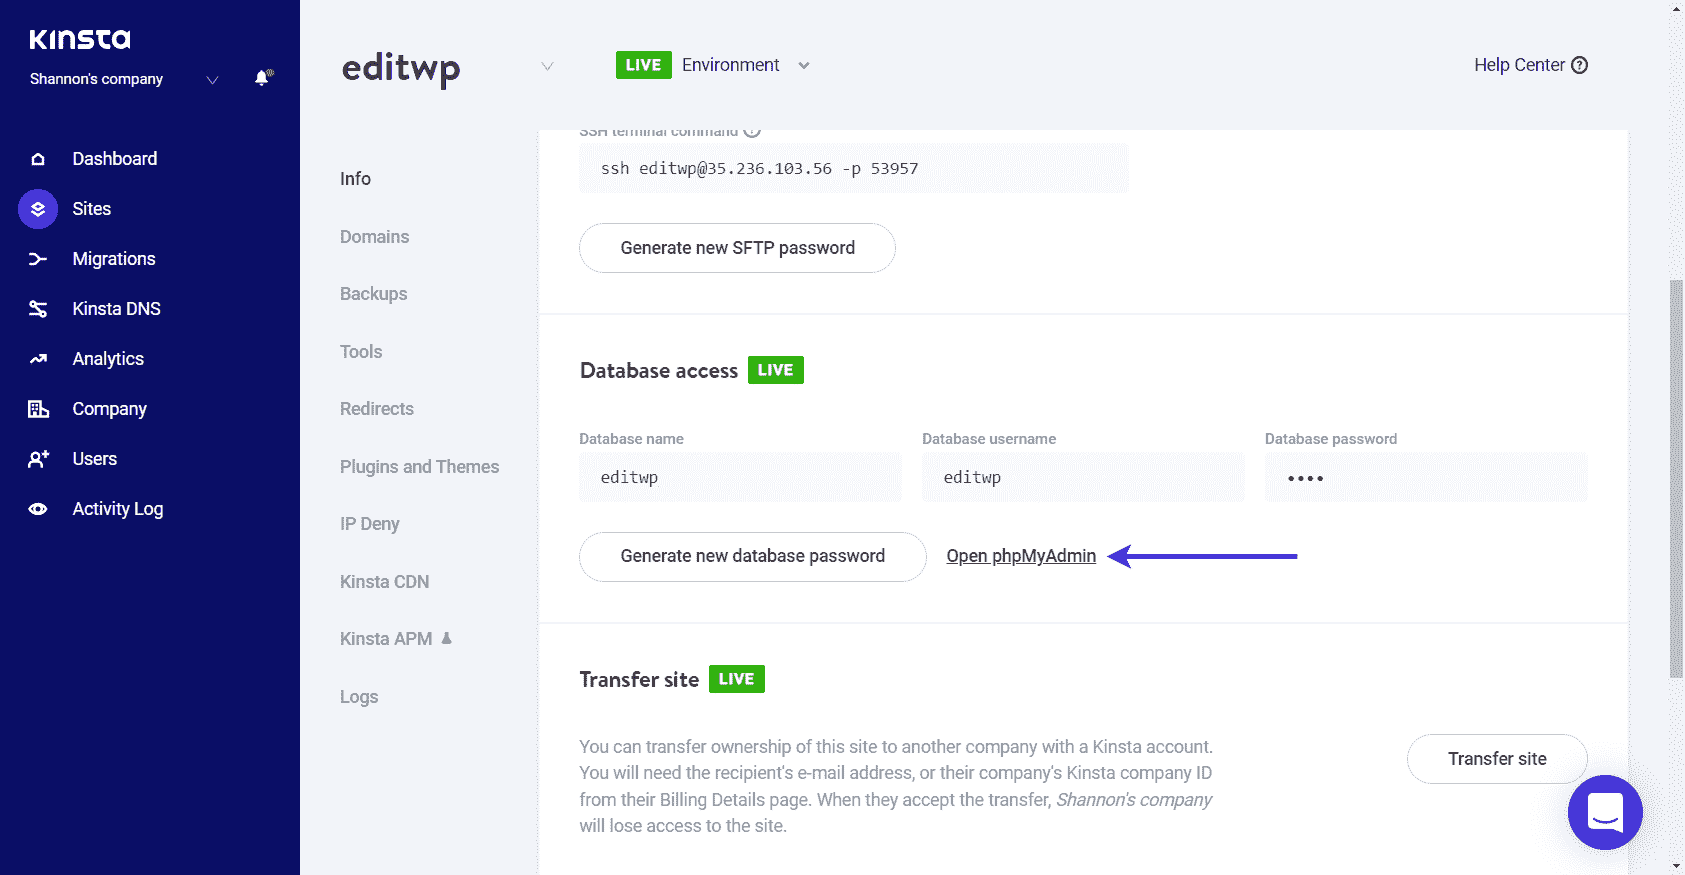 Kinsta
Shannon's company
Dashboard
Sites
Migrations
Kinsta DNS
Analytics
Company
Users
Activity Log
editwp
LIVE Environment
Help Center ?
Info
Domains
Backups
Tools
Redirects
Plugins and Themes
IP Deny
Kinsta CDN
Kinsta APM
Logs
SSH terminal command ?
ssh editwp@35.236.103.56 -p 53957
Generate new SFTP password
Database access LIVE
Database name Database username Database password
editwp editwp ••••
Generate new database password Open phpMyAdmin
Transfer site LIVE
You can transfer ownership of this site to another company with a Kinsta account.
You will need the recipient's e-mail address, or their company's Kinsta company ID
from their Billing Details page. When they accept the transfer, Shannon's company
will lose access to the site.
Transfer site